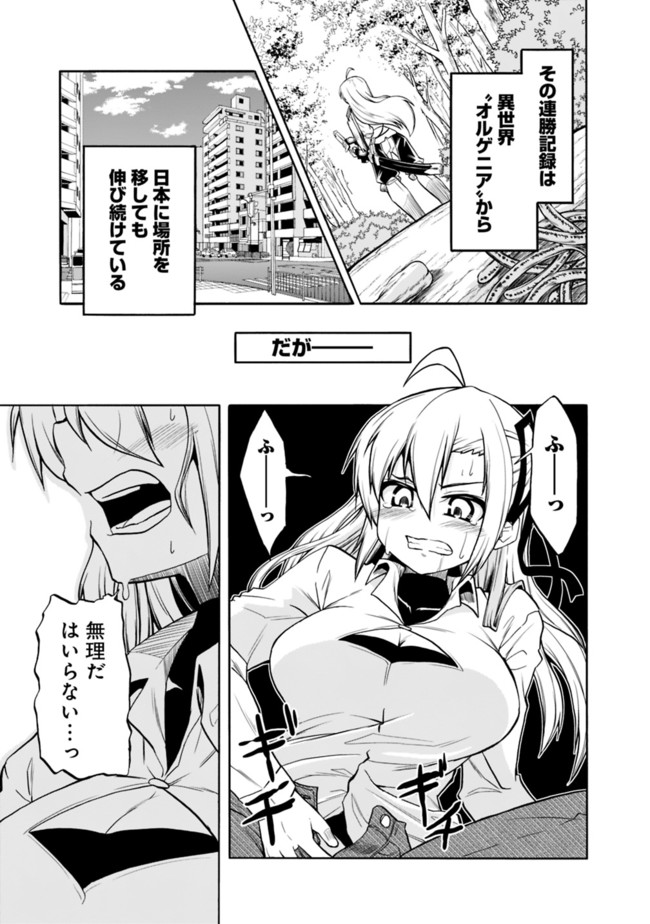 その連勝記録は
異世界
〝オルゲニア〟から
日本に場所を
移しても
伸び続けている
だが――――
ふ――っ
ふ――っ
ギギ
ギチ
無理だ
はいらない…っ